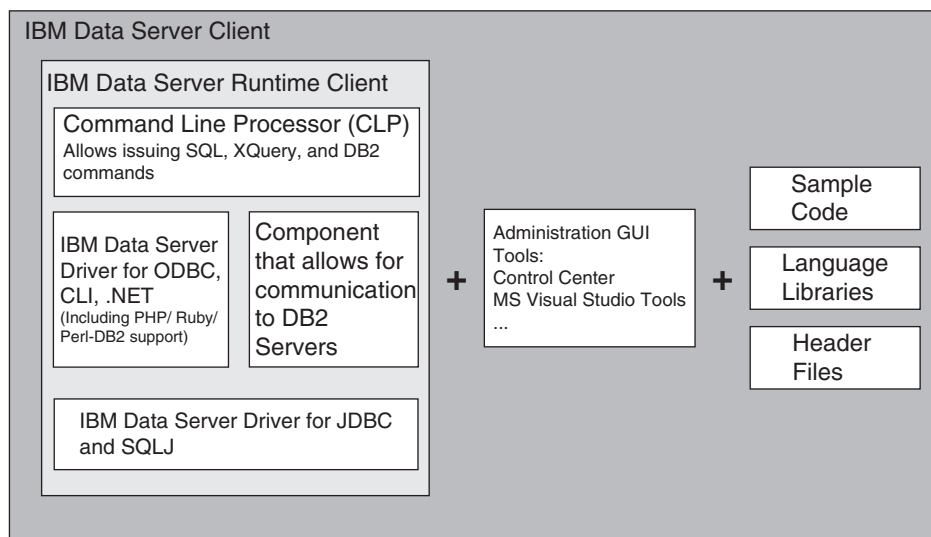 IBM Data Server Client
IBM Data Server Runtime Client
Command Line Processor (CLP)
Allows issuing SQL, XQuery, and DB2
commands
IBM Data Server
Driver for ODBC,
CLI, .NET
(Including PHP/ Ruby/
Perl-DB2 support)
Component
that allows for
communication
to DB2
Servers
IBM Data Server Driver for JDBC
and SQLJ
+
Administration GUI
Tools:
Control Center
MS Visual Studio Tools
...
+
Sample
Code
Language
Libraries
Header
Files